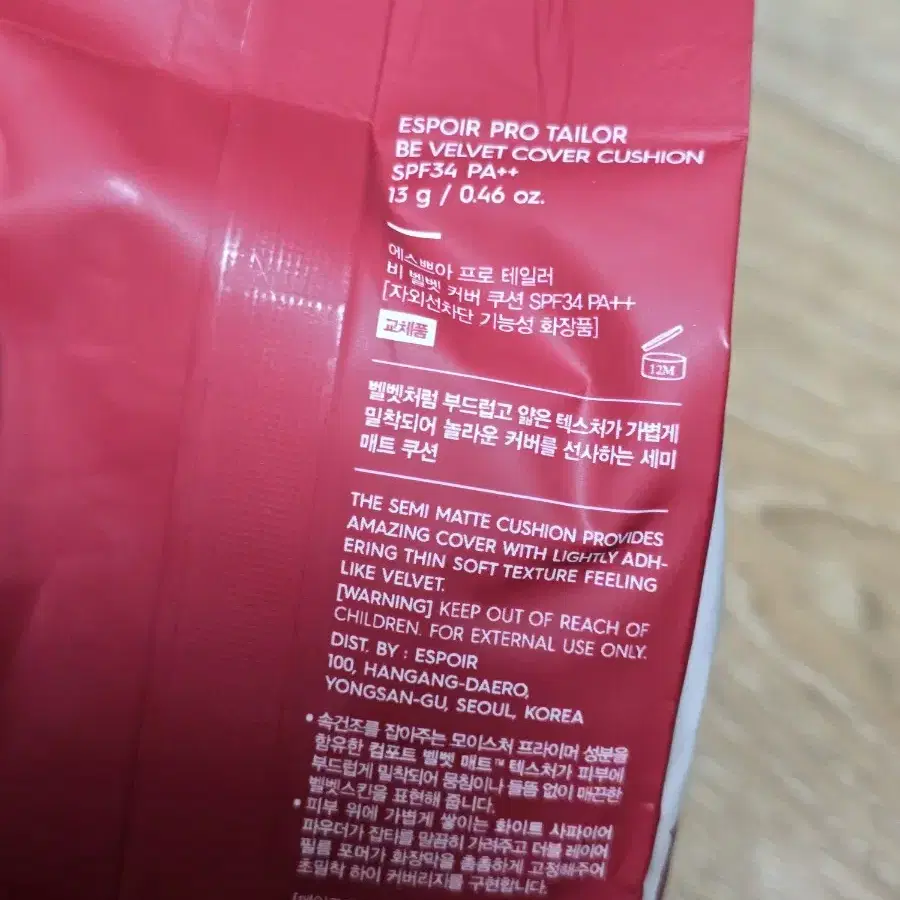 ESPOIR PRO TAILOR
BE VELVET COVER CUSHION
SPF34 PA++
13 g / 0.46 oz.
에스쁘아 프로 테일러
비 벨벳 커버 쿠션 SPF34 PA++
[자외선차단 기능성 화장품]
교체품
12M
벨벳처럼 부드럽고 얇은 텍스처가 가볍게
밀착되어 놀라운 커버를 선사하는 세미
매트 쿠션
THE SEMI MATTE CUSHION PROVIDES
AMAZING COVER WITH LIGHTLY ADH-
ERING THIN SOFT TEXTURE FEELING
LIKE VELVET.
[WARNING] KEEP OUT OF REACH OF
CHILDREN. FOR EXTERNAL USE ONLY.
DIST. BY : ESPOIR
100, HANGANG-DAERO,
YONGSAN-GU, SEOUL, KOREA
• 속건조를 잡아주는 모이스처 프라이머 성분을
함유한 컴포트 벨벳 매트™ 텍스처가 피부에
부드럽게 밀착되어 뭉침이나 들뜸 없이 매끈한
벨벳스킨을 표현해 줍니다.
• 피부 위에 가볍게 쌓이는 화이트 사파이어
파우더가 잡티를 말끔히 가려주고 더블 레이어
필름 포머가 화장막을 촘촘하게 고정해주어
초밀착 하이 커버리지를 구현합니다.